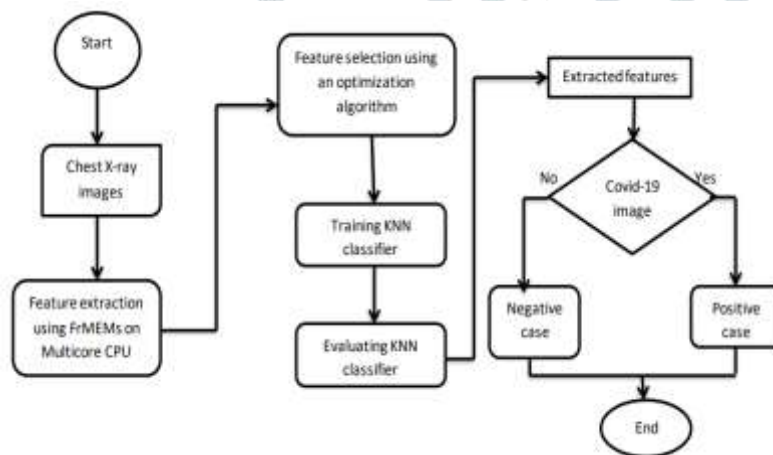 Start
Chest X-ray
images
Feature extraction
using FrMEMs on
Multicore CPU
Feature selection using
an optimization
algorithm
Training KNN
classifier
Evaluating KNN
classifier
Extracted features
Covid-19
image
No
Yes
Negative
case
Positive
case
End